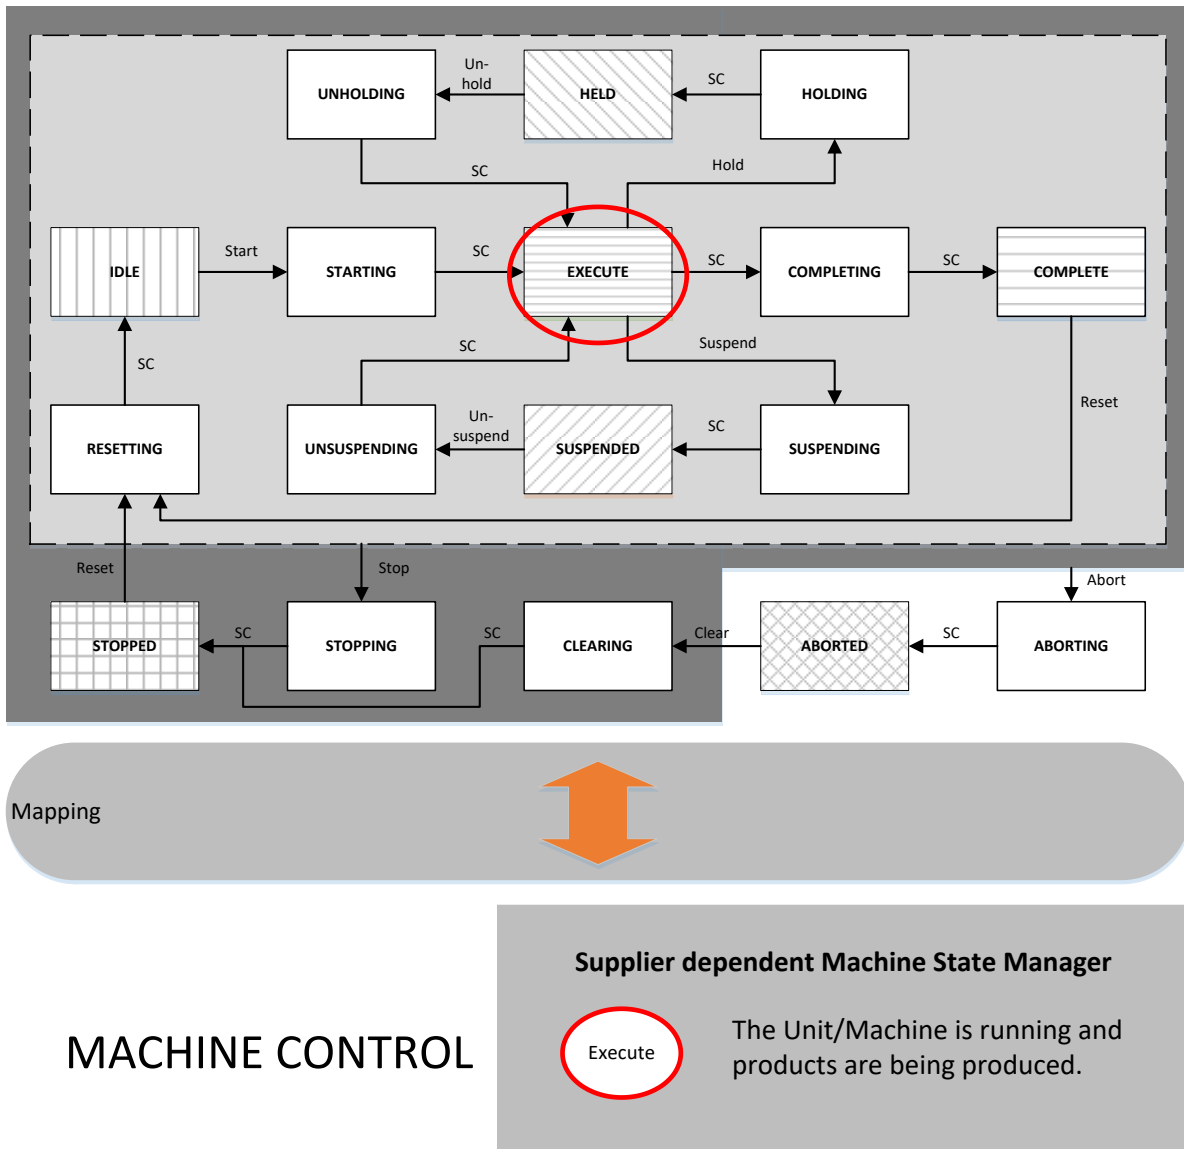 Un-
hold
SC
UNHOLDING
HELD
HOLDING
SC
Hold
Start
SC
SC
SC
IDLE
STARTING
EXECUTE
COMPLETING
COMPLETE
SC
Suspend
SC
Reset
Un-
suspend
SC
RESETTING
UNSUSPENDING
SUSPENDED
SUSPENDING
Reset
Stop
Abort
SC
SC
Clear
SC
STOPPED
STOPPING
CLEARING
ABORTED
ABORTING
Mapping
Supplier dependent Machine State Manager
MACHINE CONTROL
Execute
The Unit/Machine is running and
products are being produced.